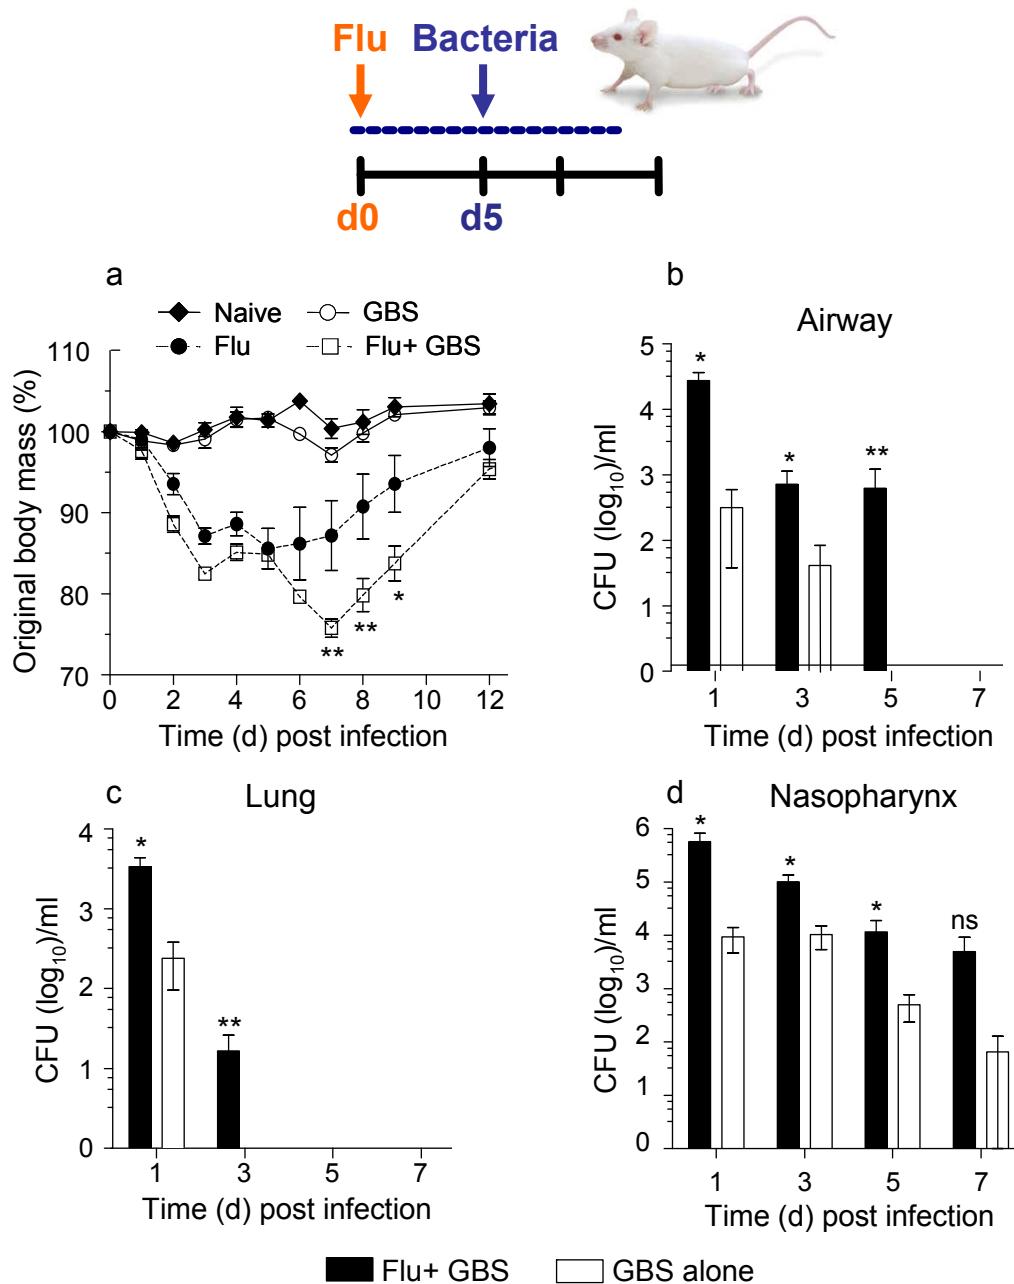 Flu Bacteria
d0 d5
a
Naive GBS
Flu Flu+ GBS
Original body mass (%)
110
100
90
80
70
0 2 4 6 8 10 12
** ** *
Time (d) post infection
b
Airway
CFU (log10)/ml
5
4
3
2
1
0
* * **
1 3 5 7
Time (d) post infection
c
Lung
CFU (log10)/ml
4
3
2
1
0
* **
1 3 5 7
Time (d) post infection
d
Nasopharynx
CFU (log10)/ml
6
5
4
3
2
1
0
* * * ns
1 3 5 7
Time (d) post infection
Flu+ GBS GBS alone